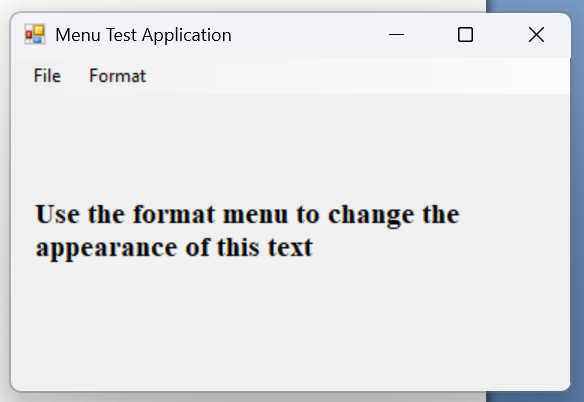 Menu Test Application
File Format
Use the format menu to change the
appearance of this text